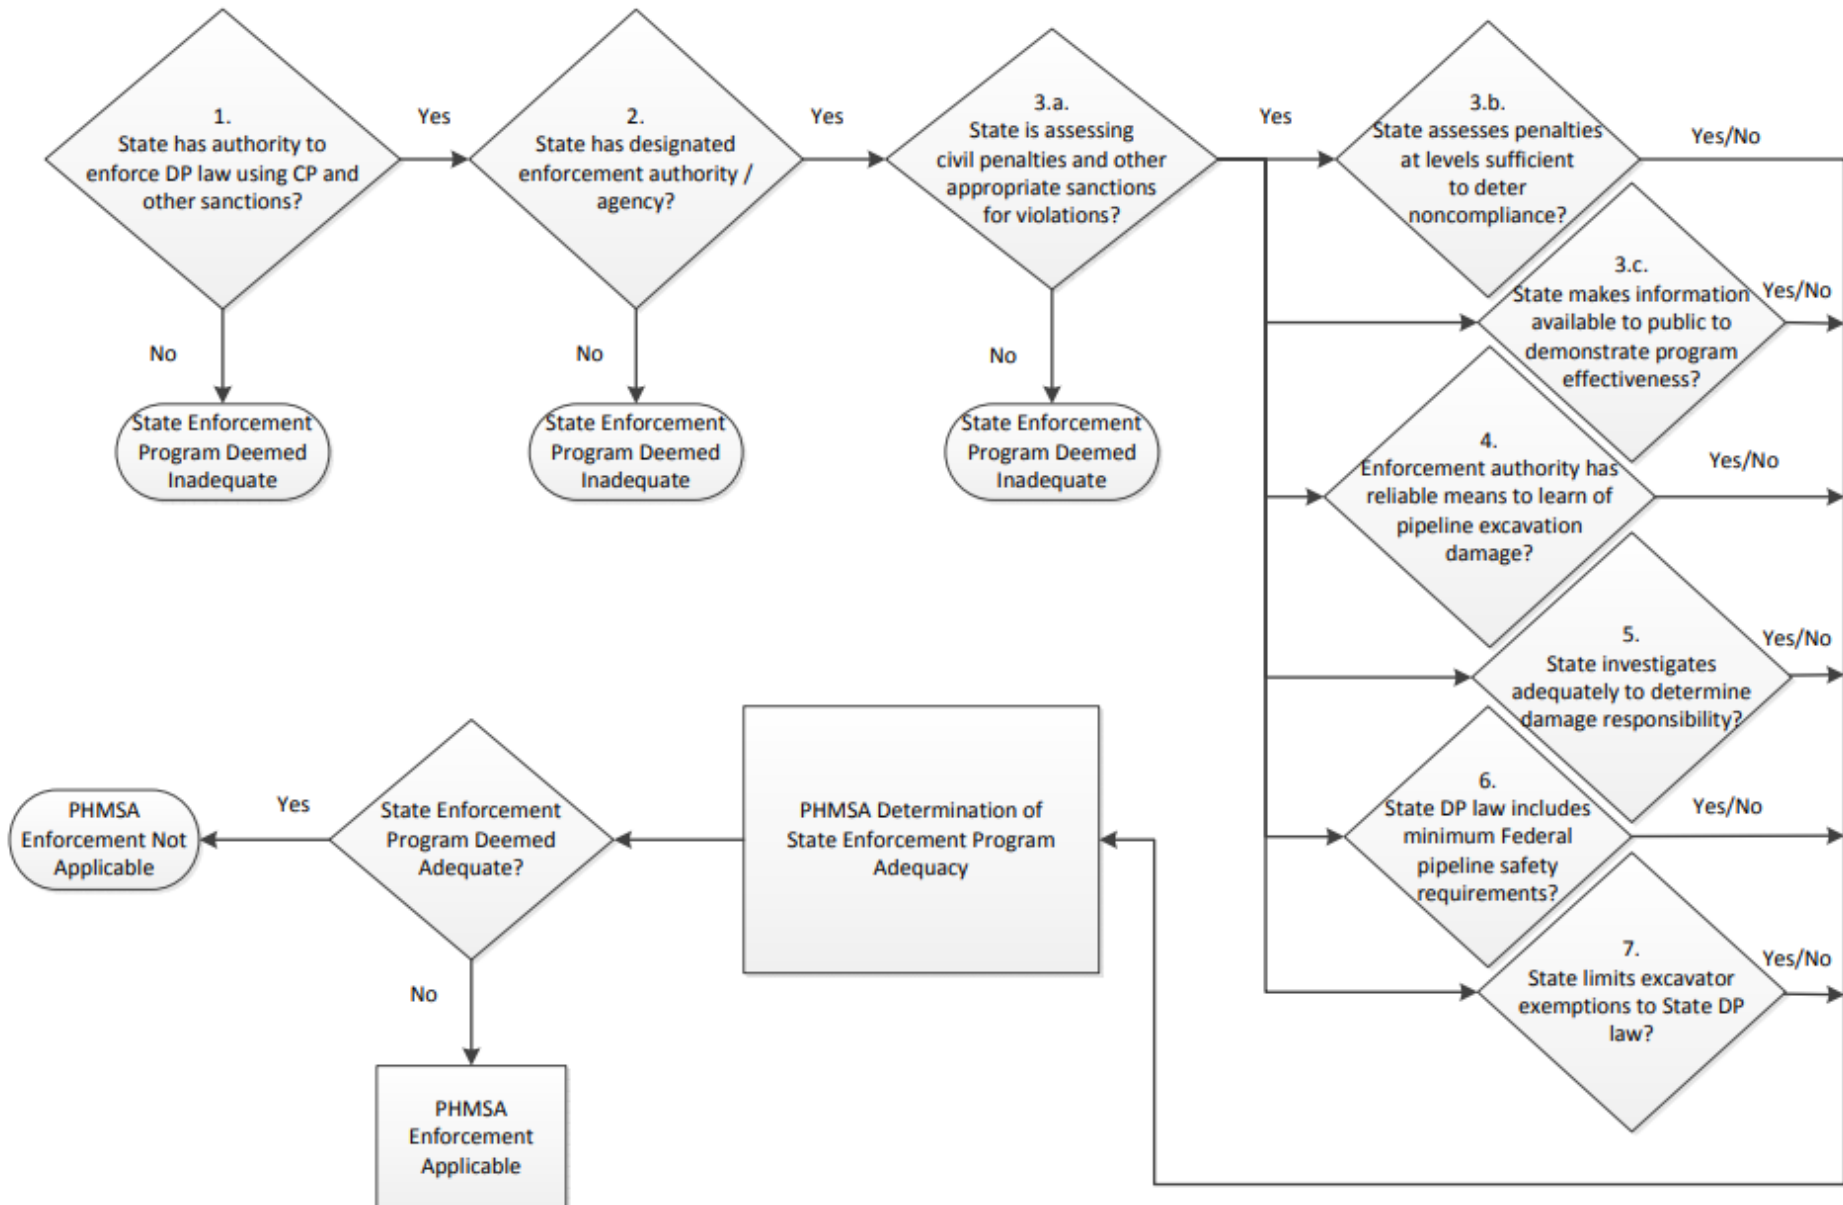 1.
State has authority to
enforce DP law using CP and
other sanctions?
Yes
No
State Enforcement
Program Deemed
Inadequate
2.
State has designated
enforcement authority /
agency?
Yes
No
State Enforcement
Program Deemed
Inadequate
3.a.
State is assessing
civil penalties and other
appropriate sanctions
for violations?
Yes
No
State Enforcement
Program Deemed
Inadequate
3.b.
State assesses penalties
at levels sufficient
to deter
noncompliance?
Yes/No
3.c.
State makes information
available to public to
demonstrate program
effectiveness?
Yes/No
4.
Enforcement authority has
reliable means to learn of
pipeline excavation
damage?
Yes/No
5.
State investigates
adequately to determine
damage responsibility?
Yes/No
6.
State DP law includes
minimum Federal
pipeline safety
requirements?
Yes/No
7.
State limits excavator
exemptions to State DP
law?
Yes/No
PHMSA Determination of
State Enforcement Program
Adequacy
State Enforcement
Program Deemed
Adequate?
Yes
PHMSA
Enforcement Not
Applicable
No
PHMSA
Enforcement
Applicable